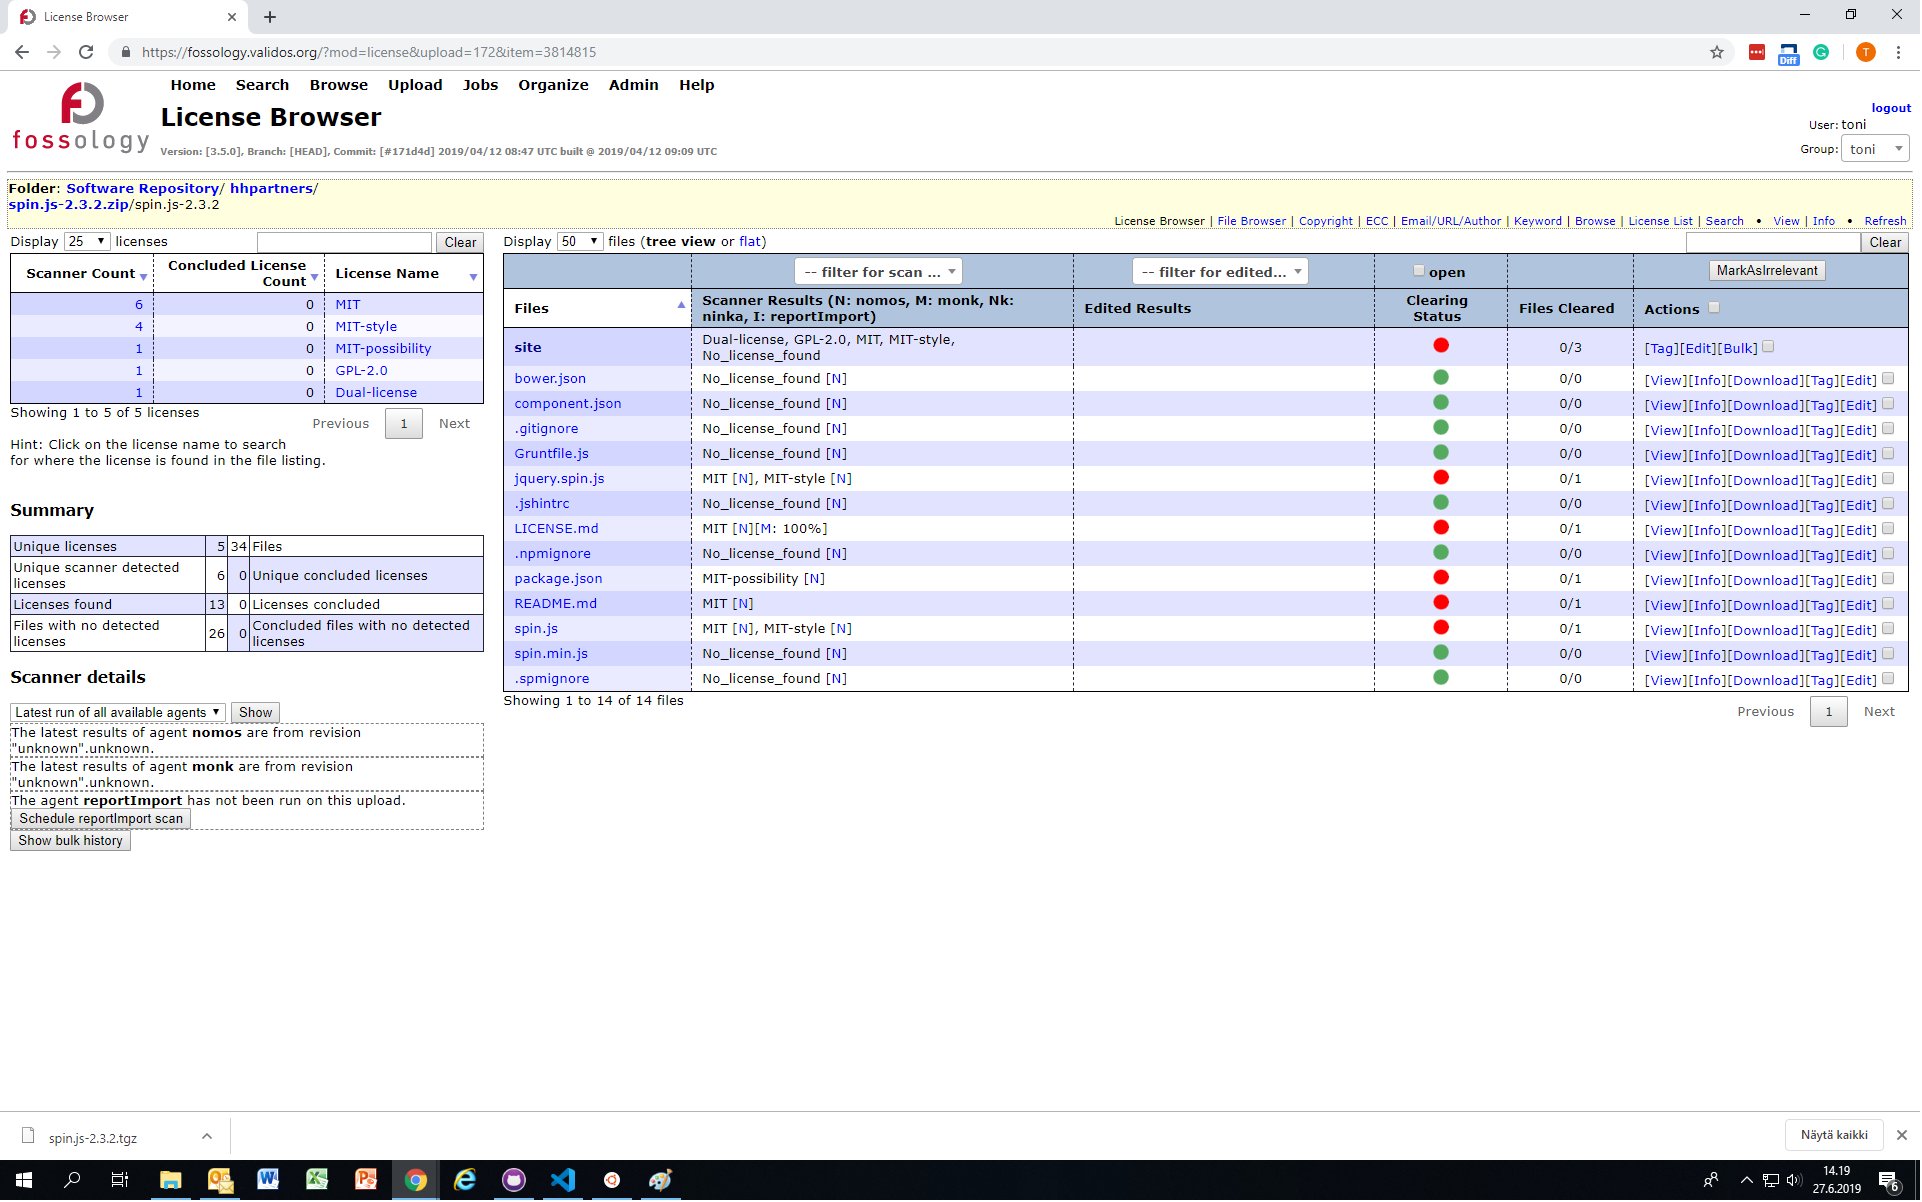 License Browser
https://fossology.validos.org/?mod=license&upload=172&item=3814815
Diff
T
Home Search Browse Upload Jobs Organize Admin Help
fossology
License Browser
Version: [3.5.0], Branch: [HEAD], Commit: [#171d4d] 2019/04/12 08:47 UTC built @ 2019/04/12 09:09 UTC
logout
User: toni
Group: toni
Folder: Software Repository/ hhpartners/
spin.js-2.3.2.zip/spin.js-2.3.2
License Browser | File Browser | Copyright | ECC | Email/URL/Author | Keyword | Browse | License List | Search • View | Info • Refresh
Display 25 licenses Clear
Scanner Count Concluded License Count License Name
6 0 MIT
4 0 MIT-style
1 0 MIT-possibility
1 0 GPL-2.0
1 0 Dual-license
Showing 1 to 5 of 5 licenses
Previous 1 Next
Hint: Click on the license name to search
for where the license is found in the file listing.
Summary
Unique licenses 5 34 Files
Unique scanner detected licenses 6 0 Unique concluded licenses
Licenses found 13 0 Licenses concluded
Files with no detected licenses 26 0 Concluded files with no detected licenses
Scanner details
Latest run of all available agents Show
The latest results of agent nomos are from revision
"unknown".unknown.
The latest results of agent monk are from revision
"unknown".unknown.
The agent reportImport has not been run on this upload.
Schedule reportImport scan
Show bulk history
Display 50 files (tree view or flat) Clear
-- filter for scan ... -- filter for edited... open MarkAsIrrelevant
Files Scanner Results (N: nomos, M: monk, Nk: ninka, I: reportImport) Edited Results Clearing Status Files Cleared Actions
site Dual-license, GPL-2.0, MIT, MIT-style, No_license_found 0/3 [Tag][Edit][Bulk]
bower.json No_license_found [N] 0/0 [View][Info][Download][Tag][Edit]
component.json No_license_found [N] 0/0 [View][Info][Download][Tag][Edit]
.gitignore No_license_found [N] 0/0 [View][Info][Download][Tag][Edit]
Gruntfile.js No_license_found [N] 0/0 [View][Info][Download][Tag][Edit]
jquery.spin.js MIT [N], MIT-style [N] 0/1 [View][Info][Download][Tag][Edit]
.jshintrc No_license_found [N] 0/0 [View][Info][Download][Tag][Edit]
LICENSE.md MIT [N][M: 100%] 0/1 [View][Info][Download][Tag][Edit]
.npmignore No_license_found [N] 0/0 [View][Info][Download][Tag][Edit]
package.json MIT-possibility [N] 0/1 [View][Info][Download][Tag][Edit]
README.md MIT [N] 0/1 [View][Info][Download][Tag][Edit]
spin.js MIT [N], MIT-style [N] 0/1 [View][Info][Download][Tag][Edit]
spin.min.js No_license_found [N] 0/0 [View][Info][Download][Tag][Edit]
.spmignore No_license_found [N] 0/0 [View][Info][Download][Tag][Edit]
Showing 1 to 14 of 14 files
Previous 1 Next
spin.js-2.3.2.tgz
Näytä kaikki
14.19
27.6.2019
6